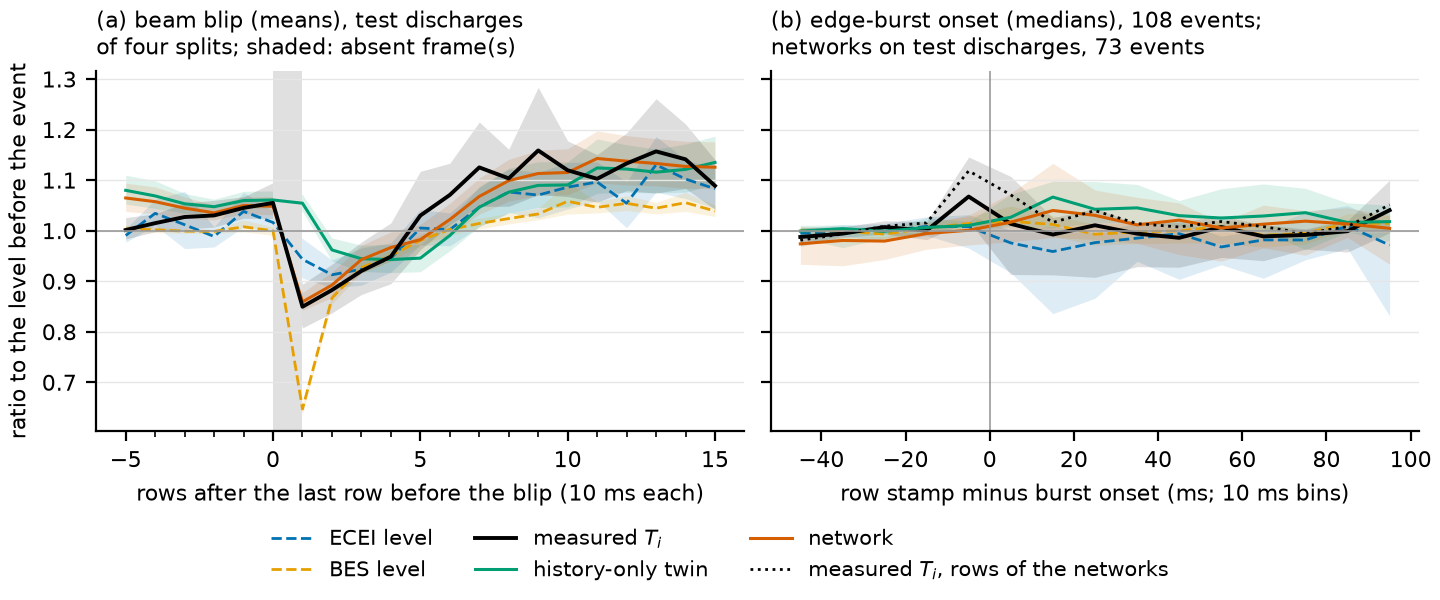 (a) beam blip (means), test discharges
of four splits; shaded: absent frame(s)
(b) edge-burst onset (medians), 108 events;
networks on test discharges, 73 events
ratio to the level before the event
1.3
1.2
1.1
1.0
0.9
0.8
0.7
−5
0
5
10
15
rows after the last row before the blip (10 ms each)
−40
−20
0
20
40
60
80
100
row stamp minus burst onset (ms; 10 ms bins)
ECEI level
BES level
measured Ti
history-only twin
network
measured Ti, rows of the networks